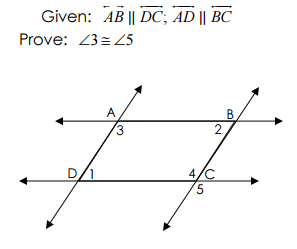 Given: AB || DC; AD || BC
Prove: ∠3 ≅ ∠5
A B
3 2
D 1 4 C
5